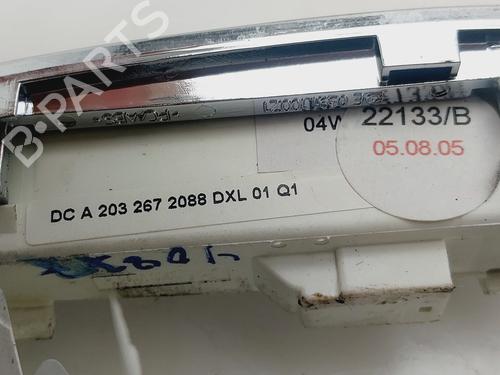 B-PARTS
04W 22133/B
05.08.05
DC A 203 267 2088 DXL 01 Q1